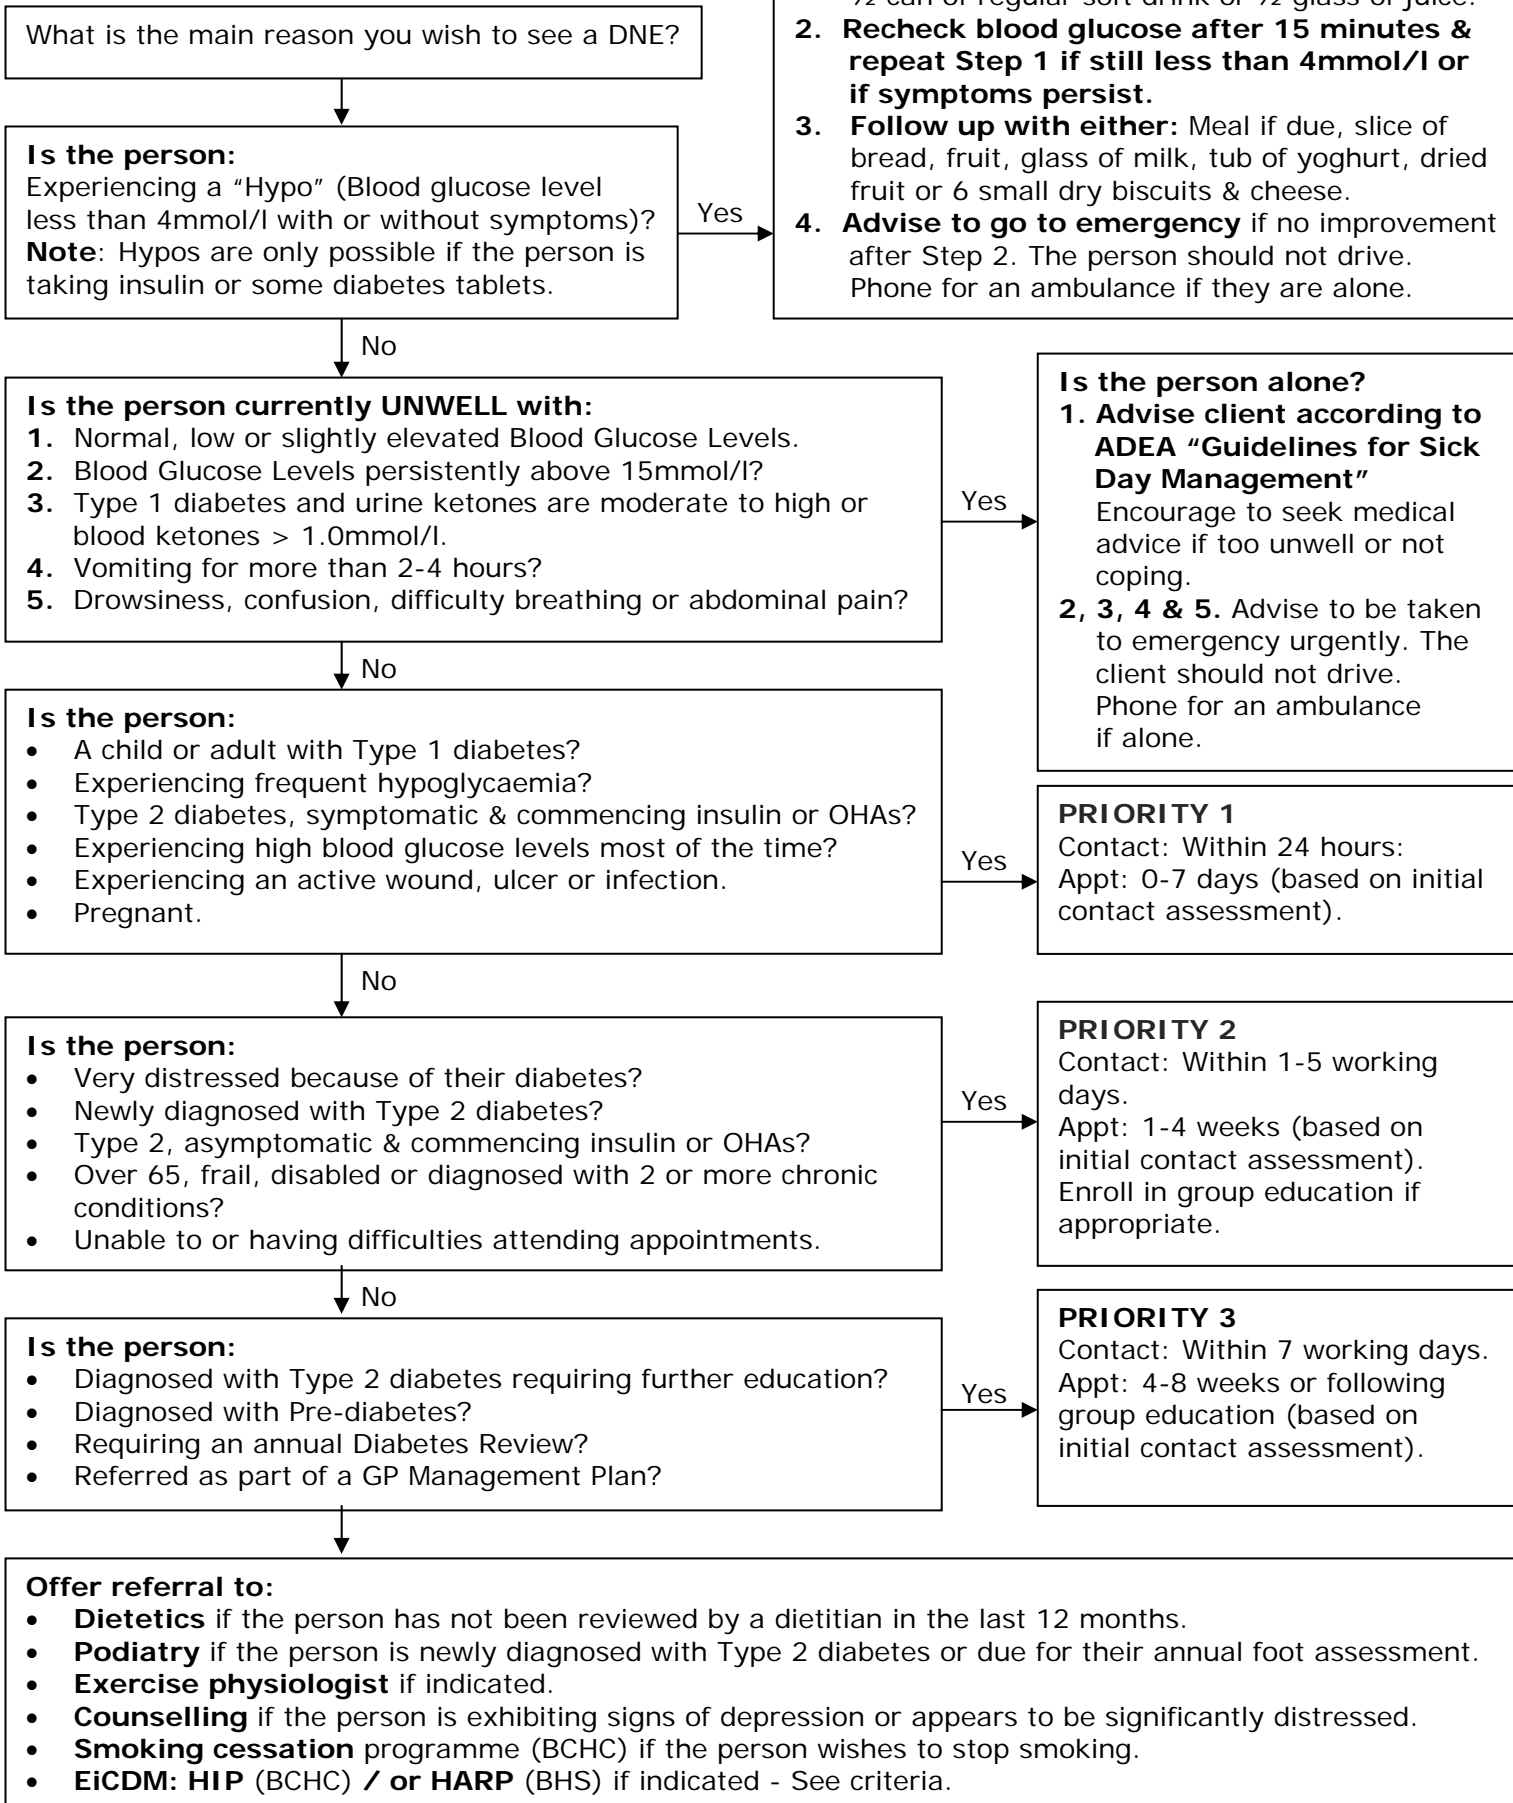 What is the main reason you wish to see a DNE?
½ can of regular soft drink or ½ glass of juice.
2. Recheck blood glucose after 15 minutes &
repeat Step 1 if still less than 4mmol/l or
if symptoms persist.
3. Follow up with either: Meal if due, slice of
bread, fruit, glass of milk, tub of yoghurt, dried
fruit or 6 small dry biscuits & cheese.
4. Advise to go to emergency if no improvement
after Step 2. The person should not drive.
Phone for an ambulance if they are alone.
Is the person:
Experiencing a “Hypo” (Blood glucose level
less than 4mmol/l with or without symptoms)?
Note: Hypos are only possible if the person is
taking insulin or some diabetes tablets.
Yes
No
Is the person currently UNWELL with:
1. Normal, low or slightly elevated Blood Glucose Levels.
2. Blood Glucose Levels persistently above 15mmol/l?
3. Type 1 diabetes and urine ketones are moderate to high or
blood ketones > 1.0mmol/l.
4. Vomiting for more than 2-4 hours?
5. Drowsiness, confusion, difficulty breathing or abdominal pain?
Yes
Is the person alone?
1. Advise client according to
ADEA “Guidelines for Sick
Day Management”
Encourage to seek medical
advice if too unwell or not
coping.
2, 3, 4 & 5. Advise to be taken
to emergency urgently. The
client should not drive.
Phone for an ambulance
if alone.
No
Is the person:
• A child or adult with Type 1 diabetes?
• Experiencing frequent hypoglycaemia?
• Type 2 diabetes, symptomatic & commencing insulin or OHAs?
• Experiencing high blood glucose levels most of the time?
• Experiencing an active wound, ulcer or infection.
• Pregnant.
Yes
PRIORITY 1
Contact: Within 24 hours:
Appt: 0-7 days (based on initial
contact assessment).
No
Is the person:
• Very distressed because of their diabetes?
• Newly diagnosed with Type 2 diabetes?
• Type 2, asymptomatic & commencing insulin or OHAs?
• Over 65, frail, disabled or diagnosed with 2 or more chronic
conditions?
• Unable to or having difficulties attending appointments.
Yes
PRIORITY 2
Contact: Within 1-5 working
days.
Appt: 1-4 weeks (based on
initial contact assessment).
Enroll in group education if
appropriate.
No
Is the person:
• Diagnosed with Type 2 diabetes requiring further education?
• Diagnosed with Pre-diabetes?
• Requiring an annual Diabetes Review?
• Referred as part of a GP Management Plan?
Yes
PRIORITY 3
Contact: Within 7 working days.
Appt: 4-8 weeks or following
group education (based on
initial contact assessment).
Offer referral to:
• Dietetics if the person has not been reviewed by a dietitian in the last 12 months.
• Podiatry if the person is newly diagnosed with Type 2 diabetes or due for their annual foot assessment.
• Exercise physiologist if indicated.
• Counselling if the person is exhibiting signs of depression or appears to be significantly distressed.
• Smoking cessation programme (BCHC) if the person wishes to stop smoking.
• EiCDM: HIP (BCHC) / or HARP (BHS) if indicated - See criteria.